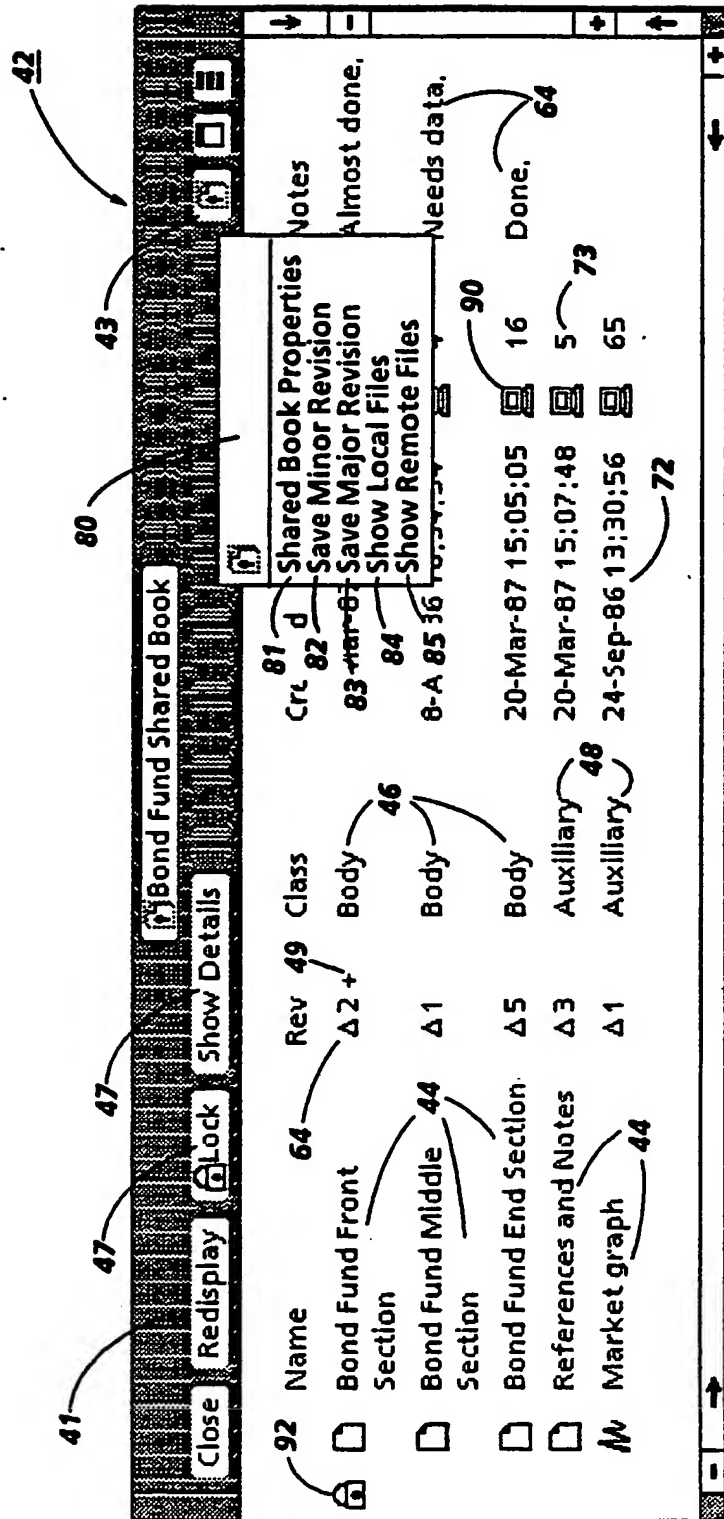 42
41 47 47 80 43
Bond Fund Shared Book
Close Redisplay Lock Show Details
92 Name Rev 49 Class Cre d Notes
64
Bond Fund Front Section Δ2 + Body Almost done.
44 46
Bond Fund Middle Section Δ1 Body 8-A Needs data.
64
Bond Fund End Section Δ5 Body 20-Mar-87 15:05:05 16 Done.
90
References and Notes Δ3 Auxiliary 20-Mar-87 15:07:48 5 73
48
Market graph Δ1 Auxiliary 24-Sep-86 13:30:56 65
44 72
81 Shared Book Properties
82 Save Minor Revision
83 Save Major Revision
84 Show Local Files
85 Show Remote Files